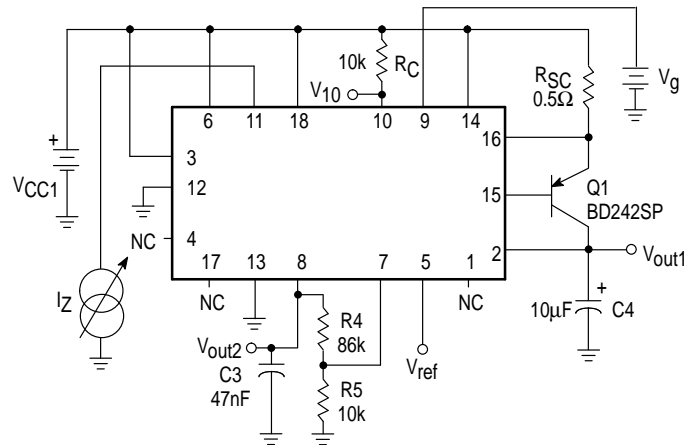 10k
RC
V10
Vg
RSC
0.5Ω
6
11
18
10
9
14
16
+
VCC1
3
12
15
Q1
BD242SP
NC
4
2
Vout1
17
13
8
7
5
1
NC
NC
IZ
R4
86k
10µF
+
C4
Vout2
C3
47nF
R5
10k
Vref